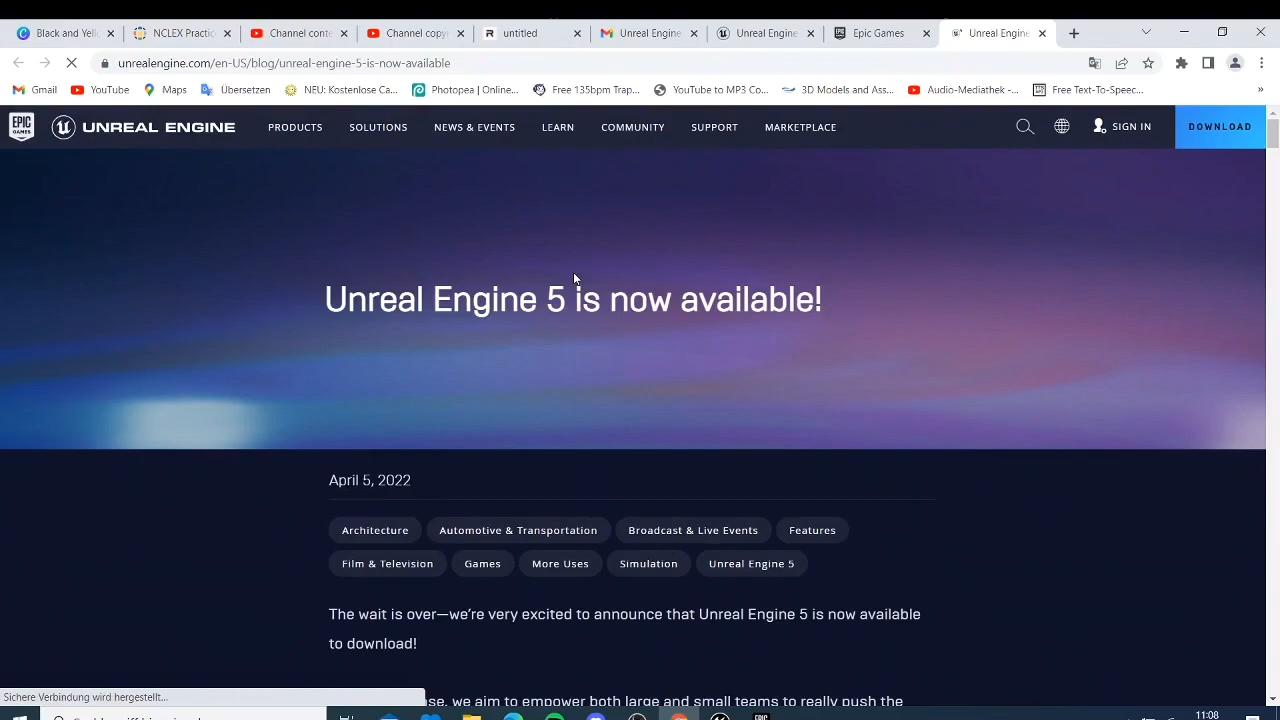 Black and Yello
NCLEX Practic
Channel conte
Channel copy
untitled
Unreal Engine
Unreal Engine
Epic Games
Unreal Engine
unrealengine.com/en-US/blog/unreal-engine-5-is-now-available
Gmail
YouTube
Maps
Übersetzen
NEU: Kostenlose Ca...
Photopea | Online...
Free 135bpm Trap...
YouTube to MP3 Co...
3D Models and Ass...
Audio-Mediathek -...
Free Text-To-Speec...
»
EPIC GAMES
UNREAL ENGINE
PRODUCTS
SOLUTIONS
NEWS & EVENTS
LEARN
COMMUNITY
SUPPORT
MARKETPLACE
SIGN IN
DOWNLOAD
Unreal Engine 5 is now available!
April 5, 2022
Architecture
Automotive & Transportation
Broadcast & Live Events
Features
Film & Television
Games
More Uses
Simulation
Unreal Engine 5
The wait is over—we're very excited to announce that Unreal Engine 5 is now available
to download!
Sichere Verbindung wird hergestellt...
we aim to empower both large and small teams to really push the
11:08